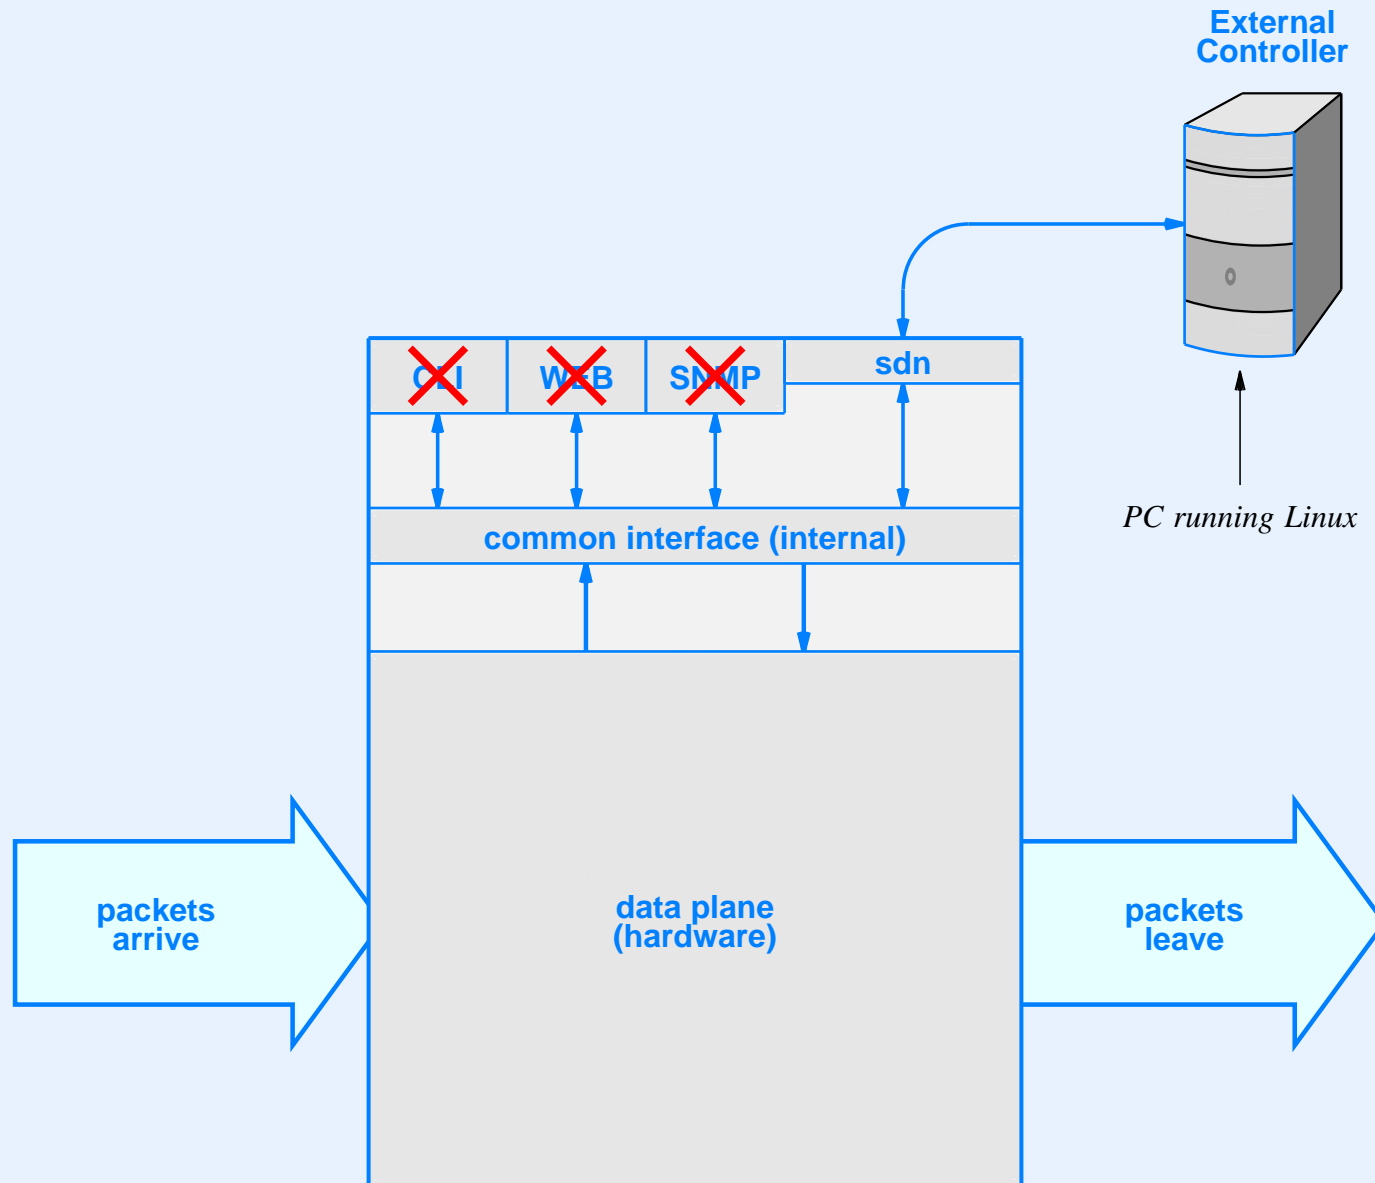 External
Controller
CLI
WEB
SNMP
sdn
common interface (internal)
PC running Linux
packets
arrive
data plane
(hardware)
packets
leave